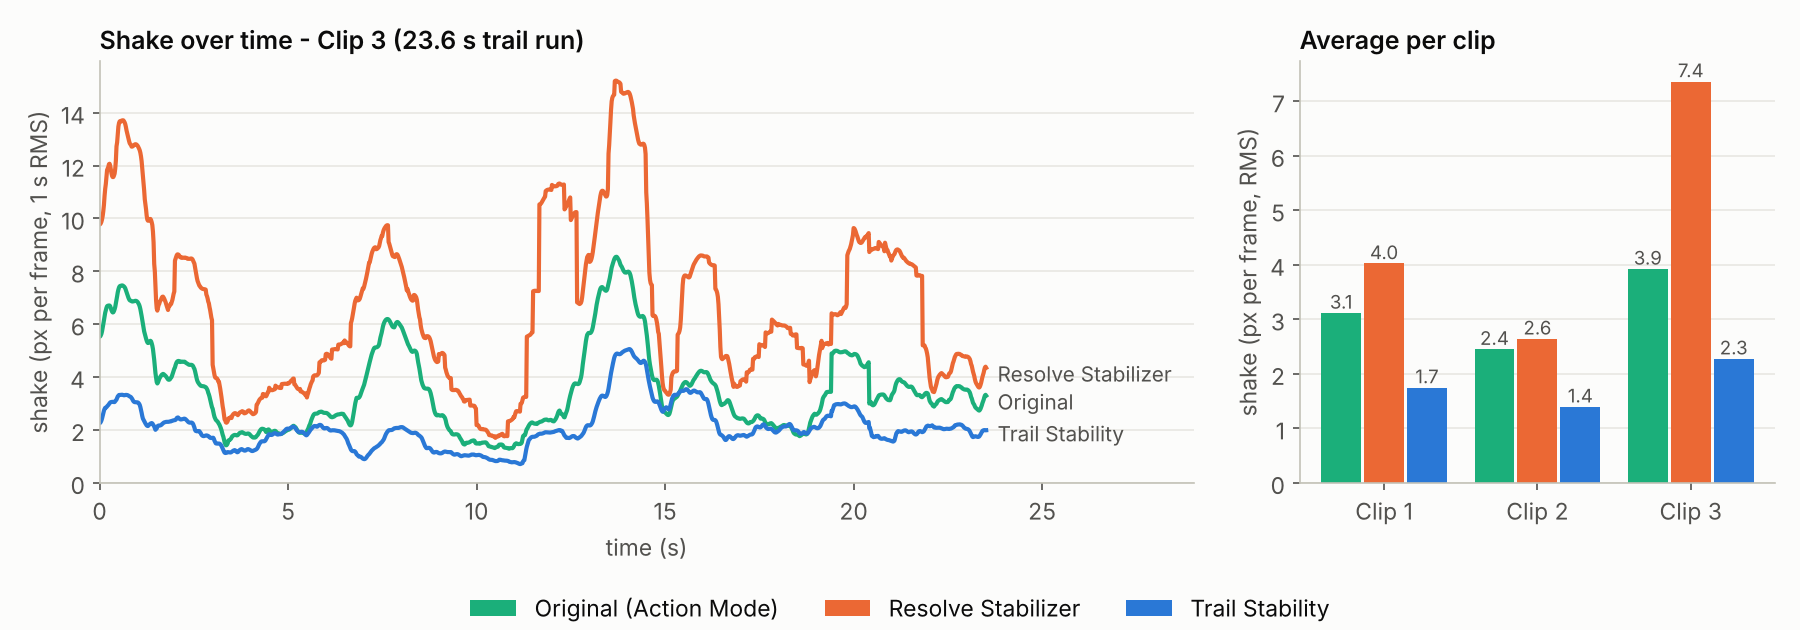 Shake over time - Clip 3 (23.6 s trail run)
shake (px per frame, 1 s RMS)
14
12
10
8
6
4
2
0
0 5 10 15 20 25
time (s)
Resolve Stabilizer
Original
Trail Stability
Average per clip
shake (px per frame, RMS)
7
6
5
4
3
2
1
0
3.1 4.0 1.7
2.4 2.6 1.4
3.9 7.4 2.3
Clip 1 Clip 2 Clip 3
Original (Action Mode) Resolve Stabilizer Trail Stability